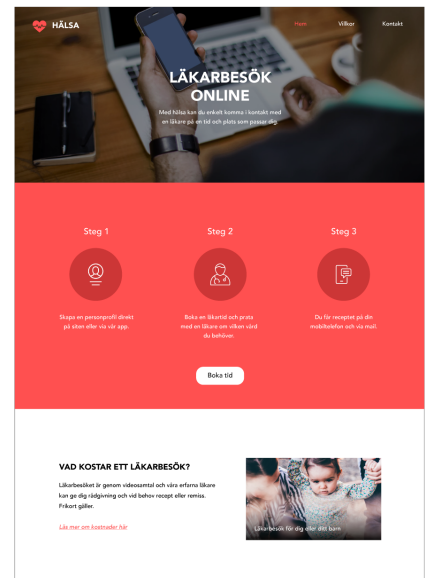 HÄLSA
Hem
Villkor
Kontakt
LÄKARBESÖK
ONLINE
Med hälsa kan du enkelt komma i kontakt med
en läkare på en tid och plats som passar dig.
Steg 1
Steg 2
Steg 3
Skapa en personprofil direkt
på siten eller via vår app.
Boka en läkartid och prata
med en läkare om vilken vård
du behöver.
Du får receptet på din
mobiltelefon och via mail.
Boka tid
VAD KOSTAR ETT LÄKARBESÖK?
Läkarbesöket är genom videosamtal och våra erfarna läkare
kan ge dig rådgivning och vid behov recept eller remiss.
Frikort gäller.
Läs mer om kostnader här
Läkarbesök för dig eller ditt barn